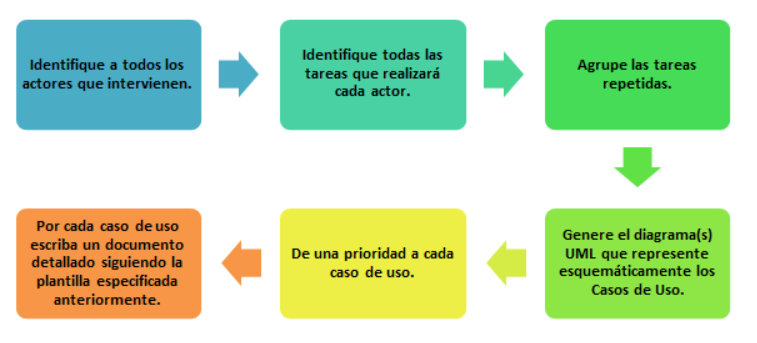 Identifique a todos los
actores que intervienen.
Identifique todas las
tareas que realizará
cada actor.
Agrupe las tareas
repetidas.
Genere el diagrama(s)
UML que represente
esquemáticamente los
Casos de Uso.
De una prioridad a cada
caso de uso.
Por cada caso de uso
escriba un documento
detallado siguiendo la
plantilla especificada
anteriormente.